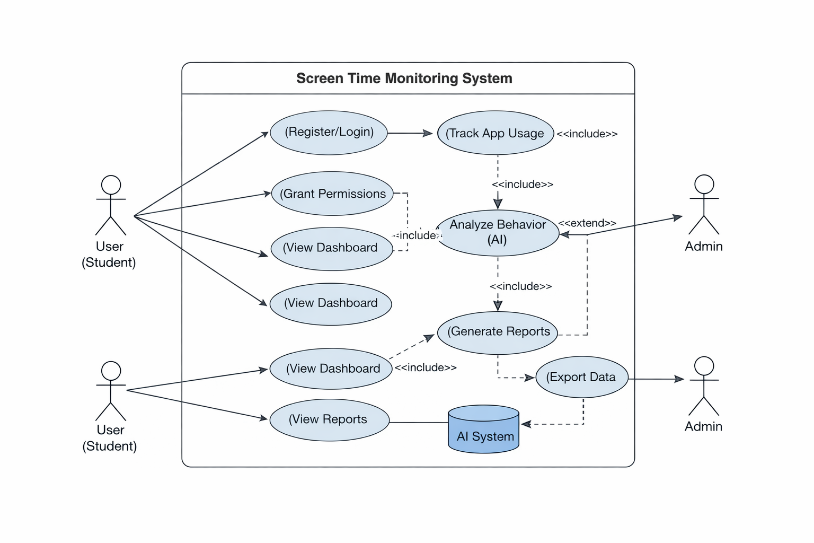 Screen Time Monitoring System
(Register/Login)
(Track App Usage
<<include>>
<<include>>
(Grant Permissions
User
(Student)
(View Dashboard
<include:
Analyze Behavior
(AI)
<<extend>>
Admin
<<include>>
(View Dashboard
(Generate Reports
(View Dashboard
<<include>>
(Export Data
User
(Student)
(View Reports
AI System
Admin